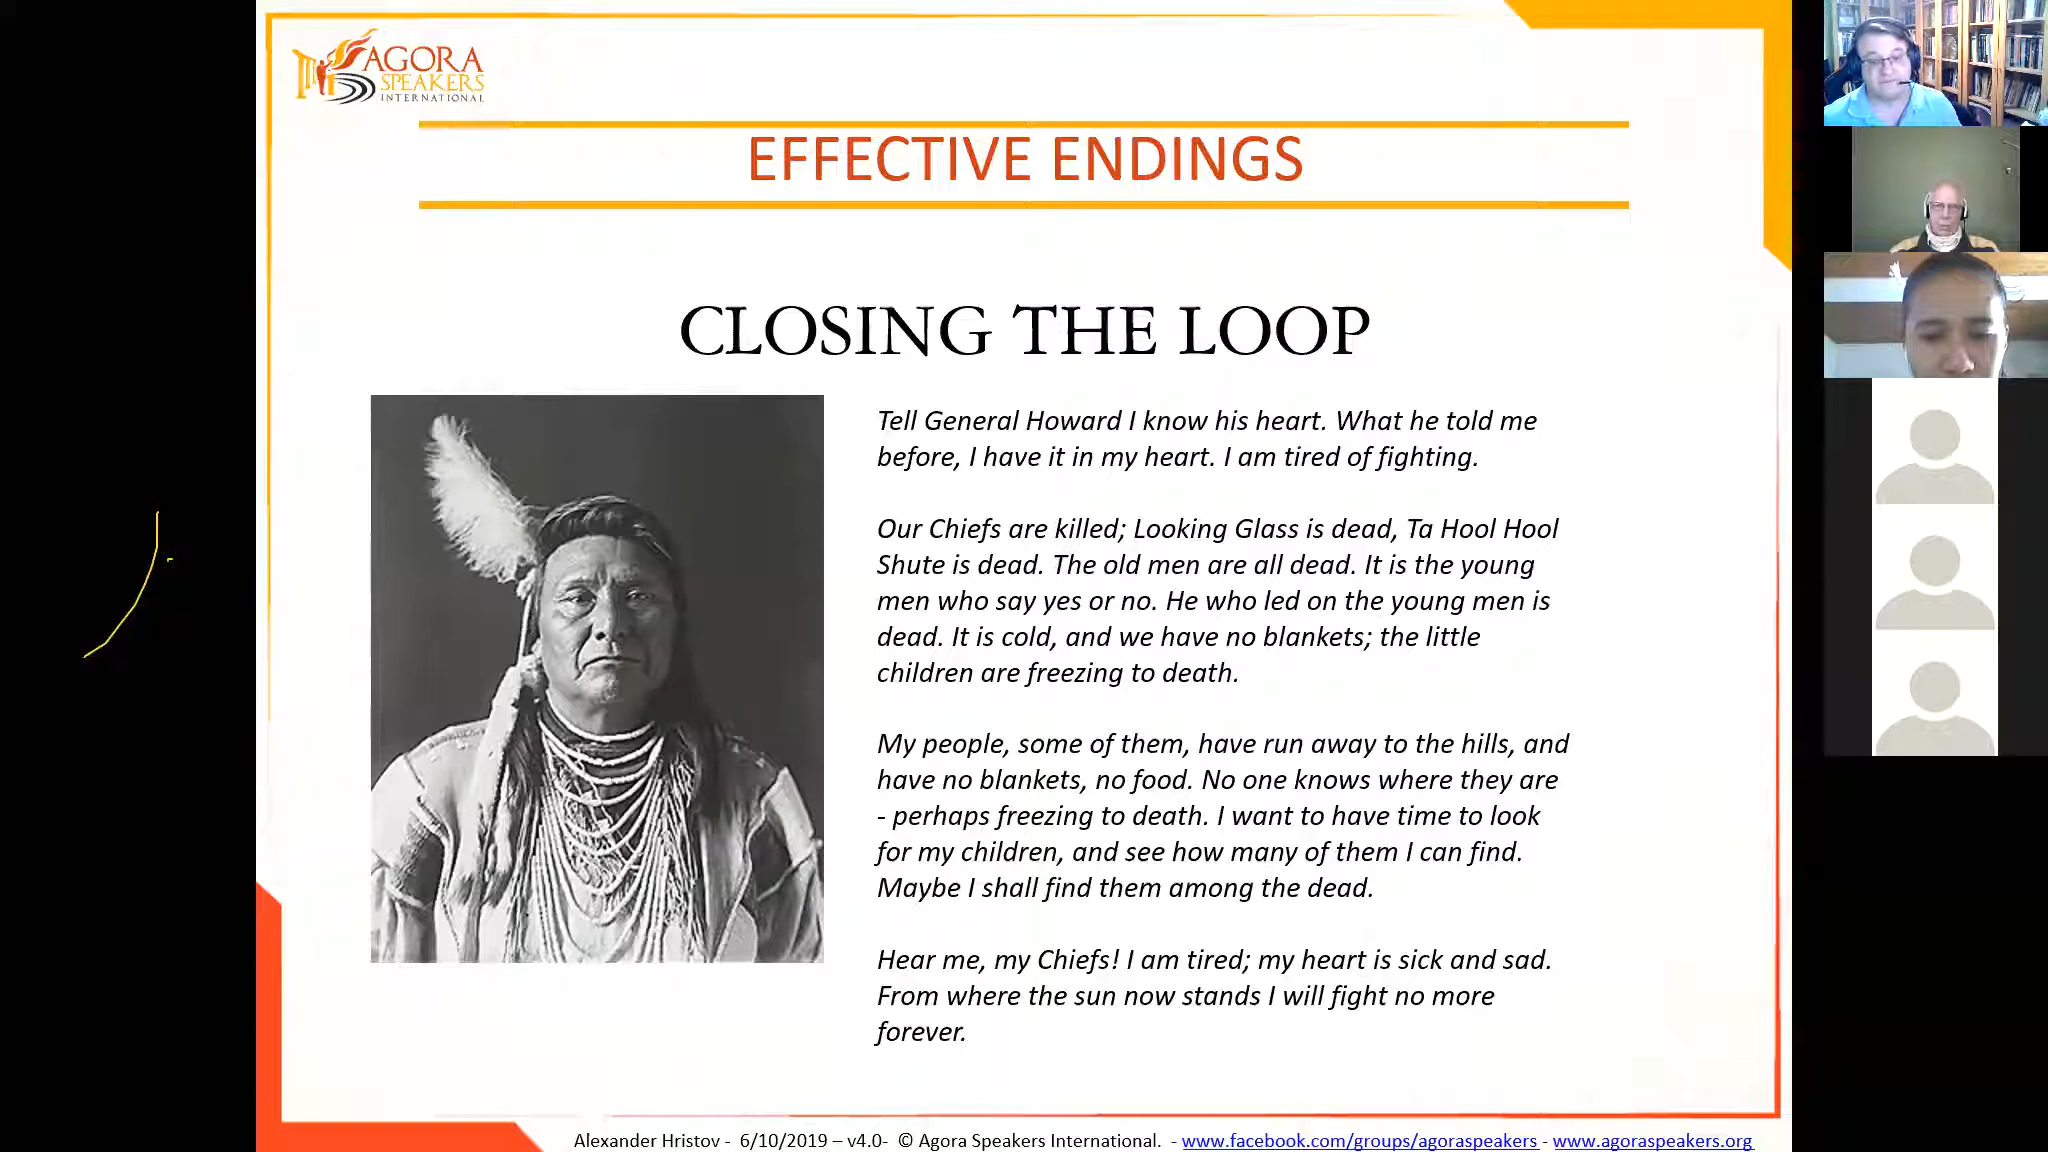 AGORA
SPEAKERS
INTERNATIONAL
EFFECTIVE ENDINGS
CLOSING THE LOOP
Tell General Howard I know his heart. What he told me
before, I have it in my heart. I am tired of fighting.
Our Chiefs are killed; Looking Glass is dead, Ta Hool Hool
Shute is dead. The old men are all dead. It is the young
men who say yes or no. He who led on the young men is
dead. It is cold, and we have no blankets; the little
children are freezing to death.
My people, some of them, have run away to the hills, and
have no blankets, no food. No one knows where they are
- perhaps freezing to death. I want to have time to look
for my children, and see how many of them I can find.
Maybe I shall find them among the dead.
Hear me, my Chiefs! I am tired; my heart is sick and sad.
From where the sun now stands I will fight no more
forever.
Alexander Hristov - 6/10/2019 – v4.0- © Agora Speakers International. - www.facebook.com/groups/agoraspeakers - www.agoraspeakers.org